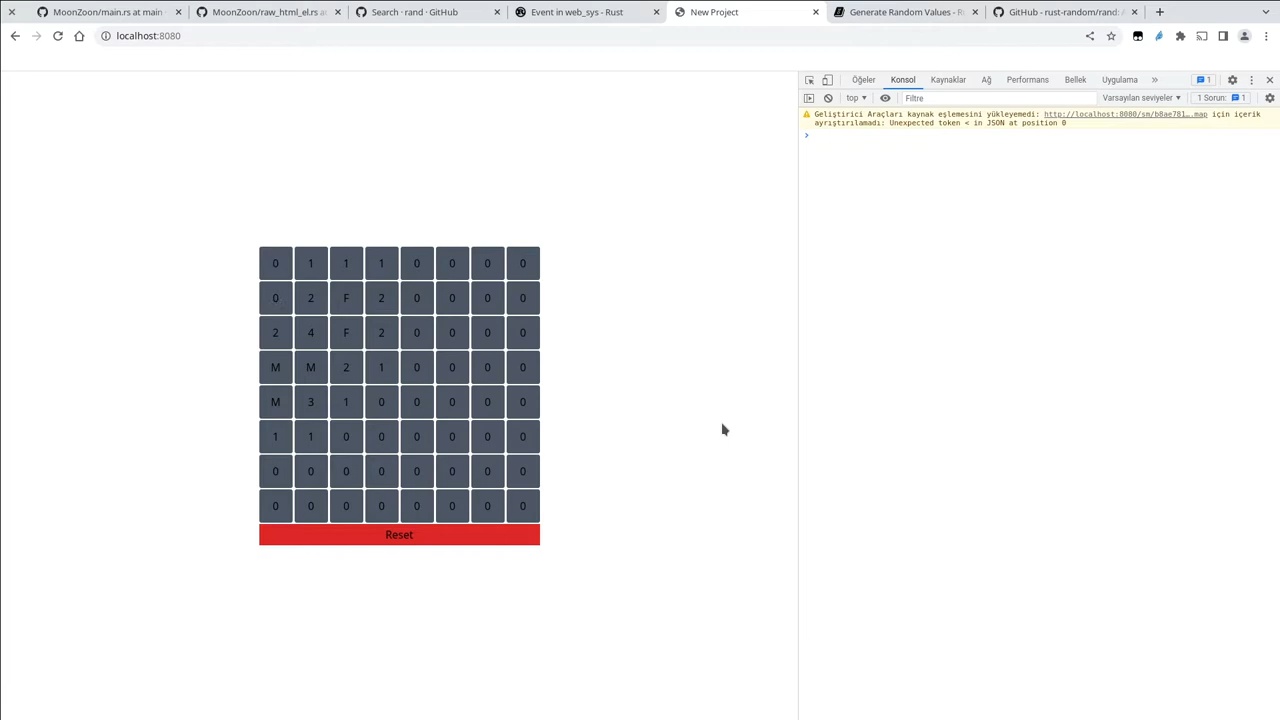 MoonZoon/main.rs at main
MoonZoon/raw_html_el.rs a
Search · rand · GitHub
Event in web_sys - Rust
New Project
Generate Random Values - R
GitHub - rust-random/rand:
localhost:8080
Öğeler Konsol Kaynaklar Ağ Performans Bellek Uygulama » 1
top Filtre Varsayılan seviyeler 1 Sorun: 1
Geliştirici Araçları kaynak eşlemesini yükleyemedi: http://localhost:8080/sm/b0ae781….map için içerik
ayrıştırılamadı: Unexpected token < in JSON at position 0
0 1 1 1 0 0 0 0
0 2 F 2 0 0 0 0
2 4 F 2 0 0 0 0
M M 2 1 0 0 0 0
M 3 1 0 0 0 0 0
1 1 0 0 0 0 0 0
0 0 0 0 0 0 0 0
0 0 0 0 0 0 0 0
Reset